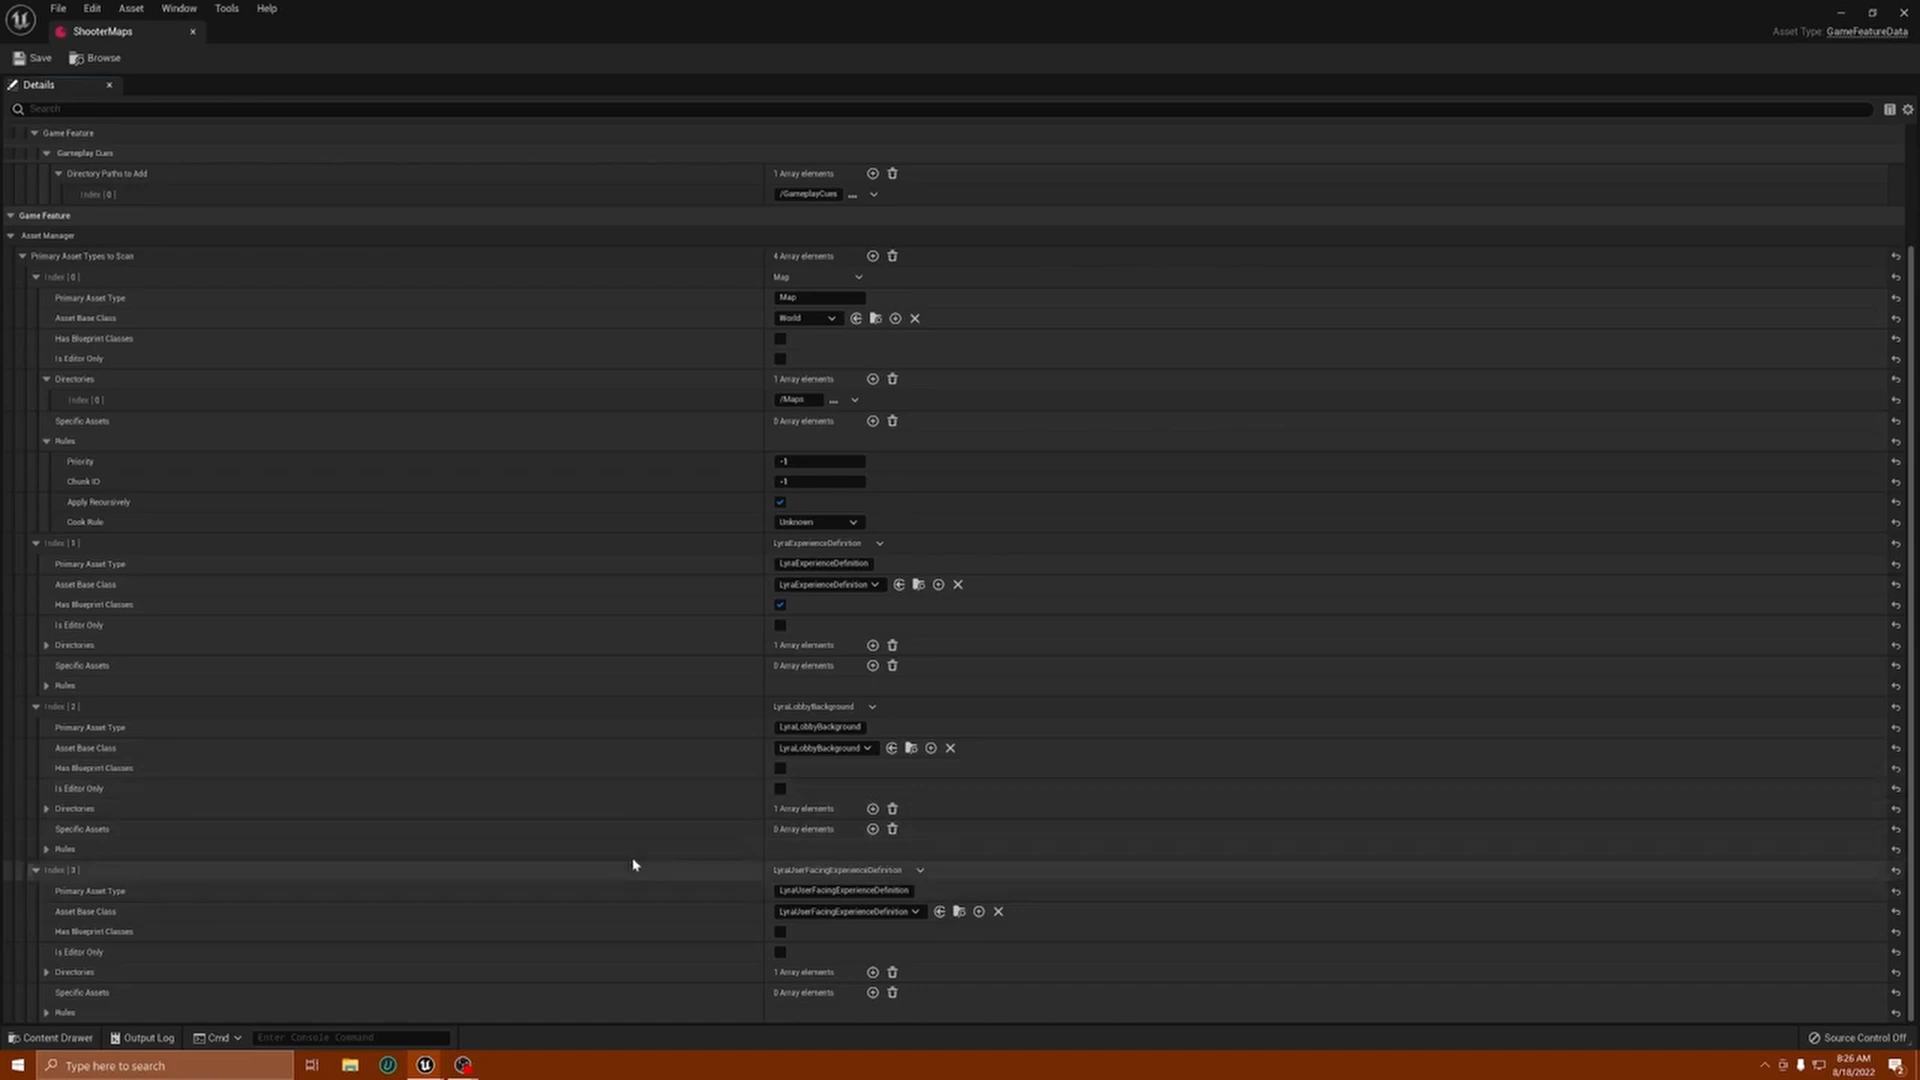 File Edit Asset Window Tools Help
ShooterMaps
Asset Type: GameFeatureData
Save Browse
Details
Search
Game Feature
Gameplay Cues
Directory Paths to Add 1 Array elements
Index [ 0 ] /GameplayCues ...
Game Feature
Asset Manager
Primary Asset Types to Scan 4 Array elements
Index [ 0 ] Map
Primary Asset Type Map
Asset Base Class World
Has Blueprint Classes
Is Editor Only
Directories 1 Array elements
Index [ 0 ] /Maps ...
Specific Assets 0 Array elements
Rules
Priority -1
Chunk ID -1
Apply Recursively
Cook Rule Unknown
Index [ 1 ] LyraExperienceDefinition
Primary Asset Type LyraExperienceDefinition
Asset Base Class LyraExperienceDefinition
Has Blueprint Classes
Is Editor Only
Directories 1 Array elements
Specific Assets 0 Array elements
Rules
Index [ 2 ] LyraLobbyBackground
Primary Asset Type LyraLobbyBackground
Asset Base Class LyraLobbyBackground
Has Blueprint Classes
Is Editor Only
Directories 1 Array elements
Specific Assets 0 Array elements
Rules
Index [ 3 ] LyraUserFacingExperienceDefinition
Primary Asset Type LyraUserFacingExperienceDefinition
Asset Base Class LyraUserFacingExperienceDefinition
Has Blueprint Classes
Is Editor Only
Directories 1 Array elements
Specific Assets 0 Array elements
Rules
Content Drawer Output Log Cmd Enter Console Command Source Control Off
Type here to search
8:26 AM
8/18/2022
2